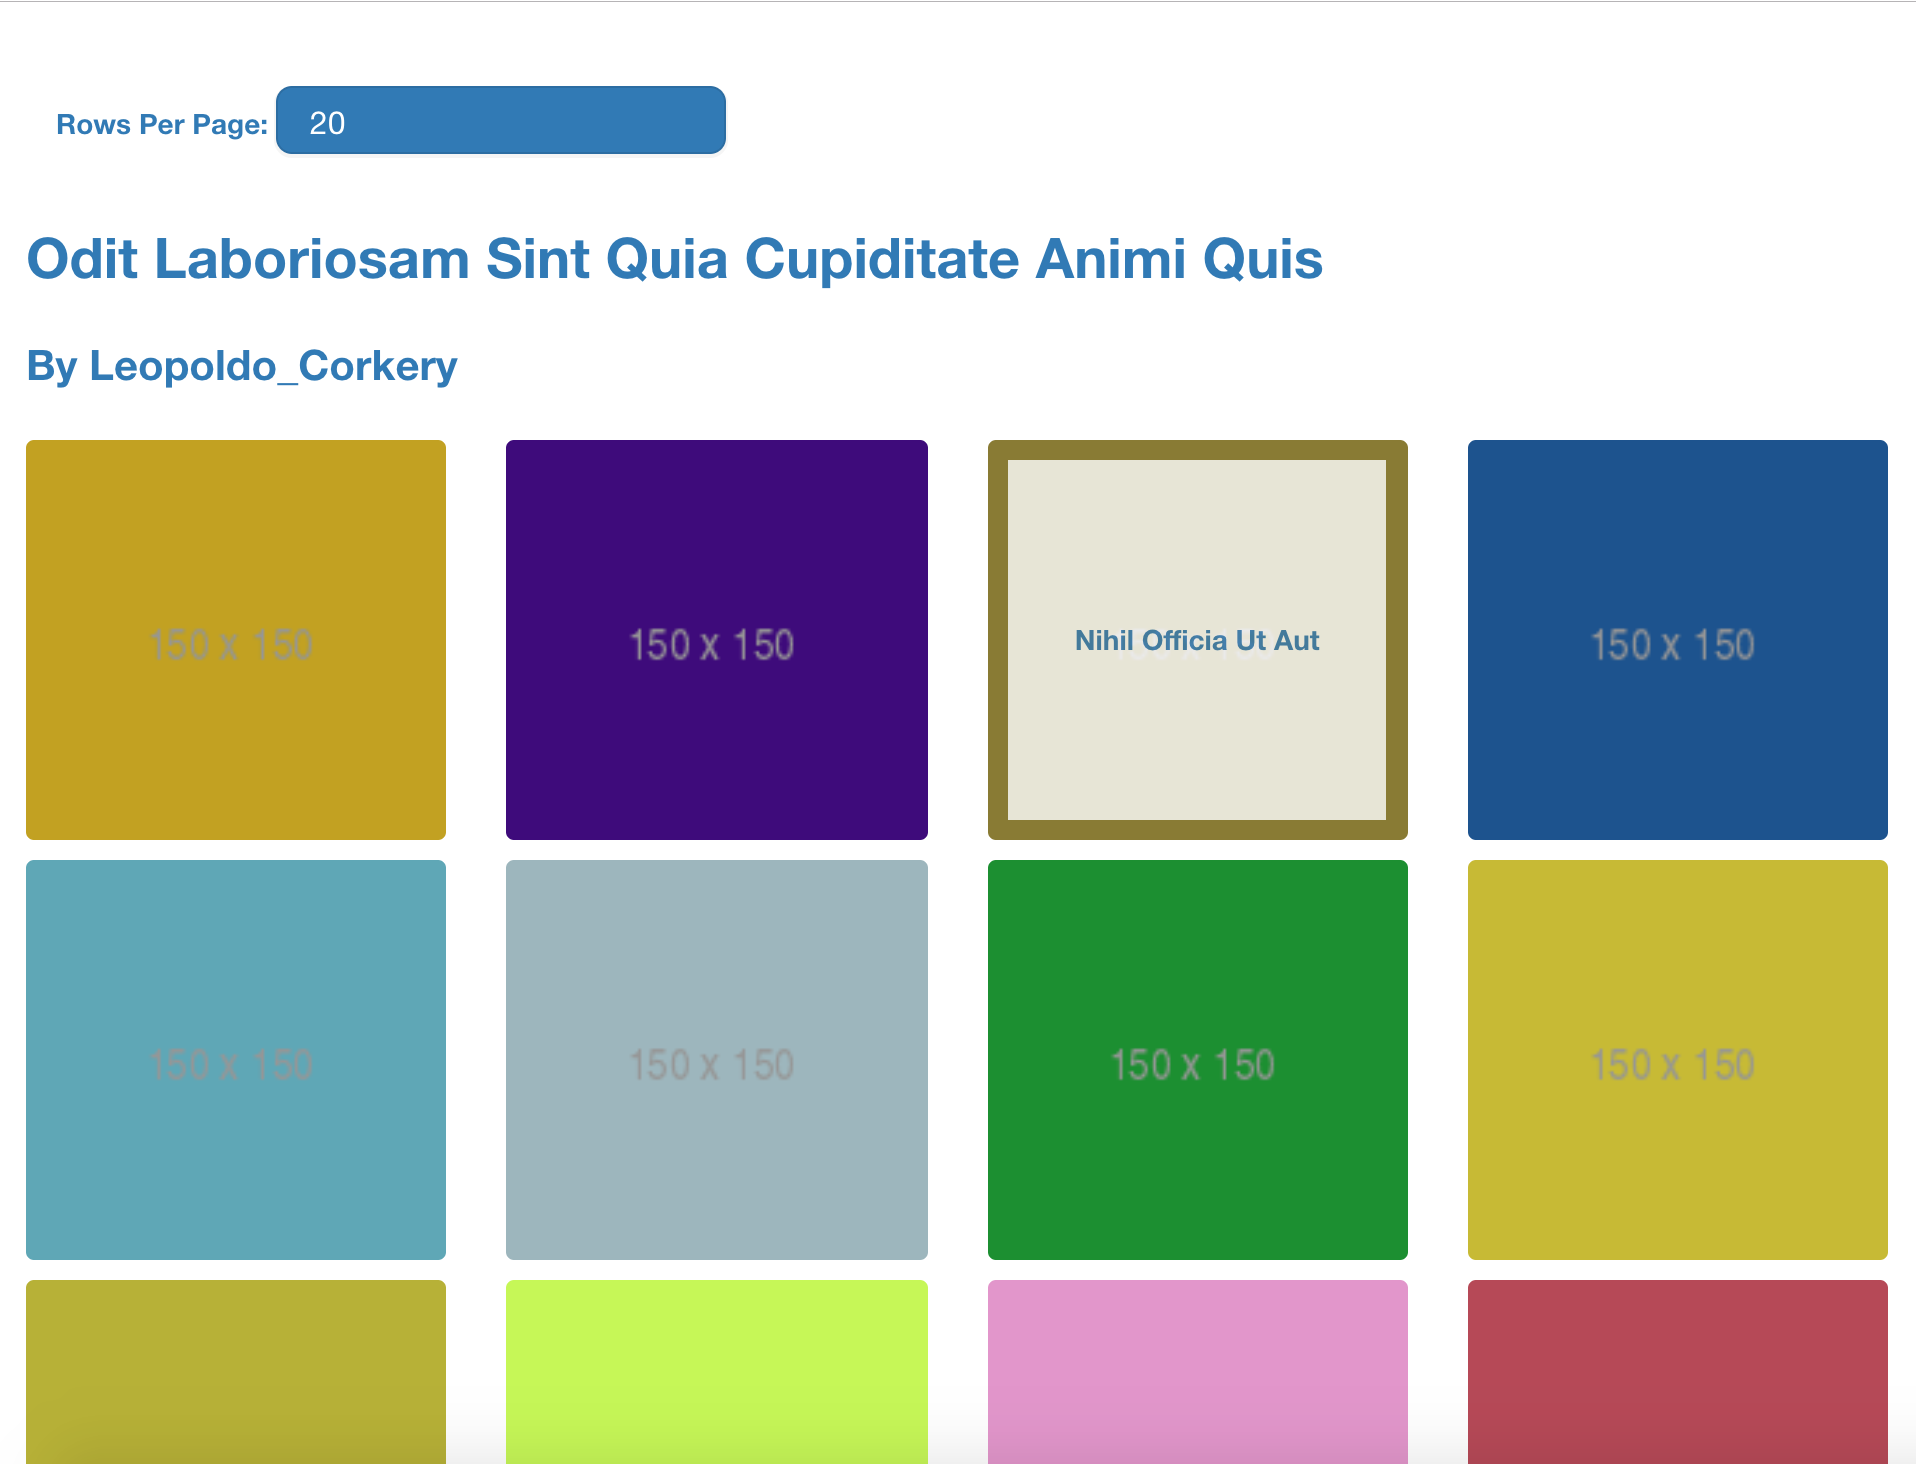 Rows Per Page: 20
Odit Laboriosam Sint Quia Cupiditate Animi Quis
By Leopoldo_Corkery
150 x 150 150 x 150 Nihil Officia Ut Aut 150 x 150
150 x 150 150 x 150 150 x 150 150 x 150